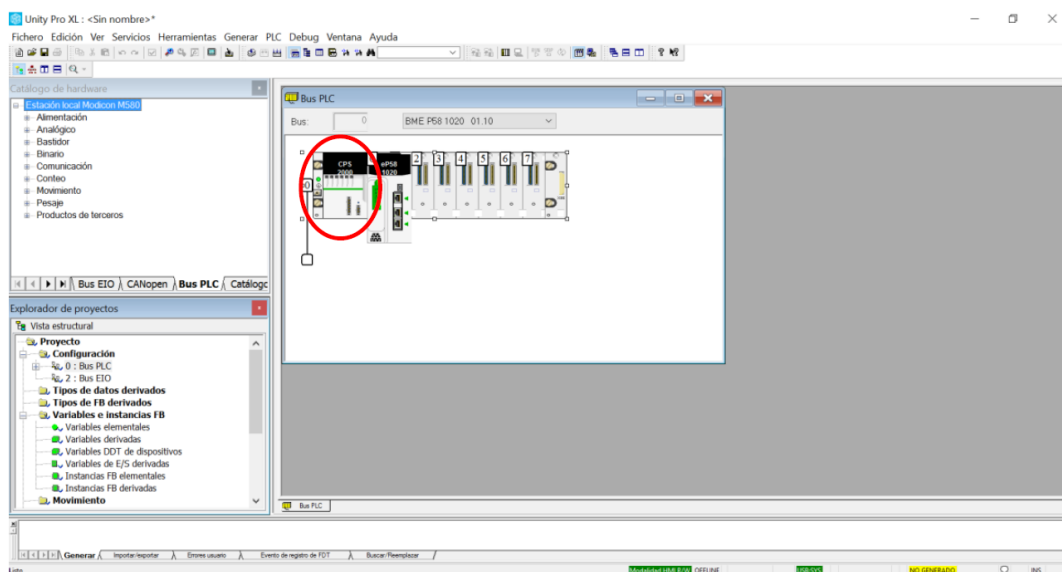 Unity Pro XL : <Sin nombre>*
Fichero Edición Ver Servicios Herramientas Generar PLC Debug Ventana Ayuda
Catálogo de hardware
Estación local Modicon M580
Alimentación
Analógico
Bastidor
Binario
Comunicación
Conteo
Movimiento
Pesaje
Productos de terceros
Bus EIO CANopen Bus PLC Catálogo
Bus PLC
Bus: 0 BME P58 1020 01.10
CPS 2000
eP58 1020
2 3 4 5 6 7
0
Explorador de proyectos
Vista estructural
Proyecto
Configuración
0 : Bus PLC
2 : Bus EIO
Tipos de datos derivados
Tipos de FB derivados
Variables e instancias FB
Variables elementales
Variables derivadas
Variables DDT de dispositivos
Variables de E/S derivadas
Instancias FB elementales
Instancias FB derivadas
Movimiento
Bus PLC
Generar Importar/exportar Errores usuario Evento de registro de FDT Buscar/Reemplazar
Listo Modalidad HMI R/W OFFLINE USB:SYS NO GENERADO INS